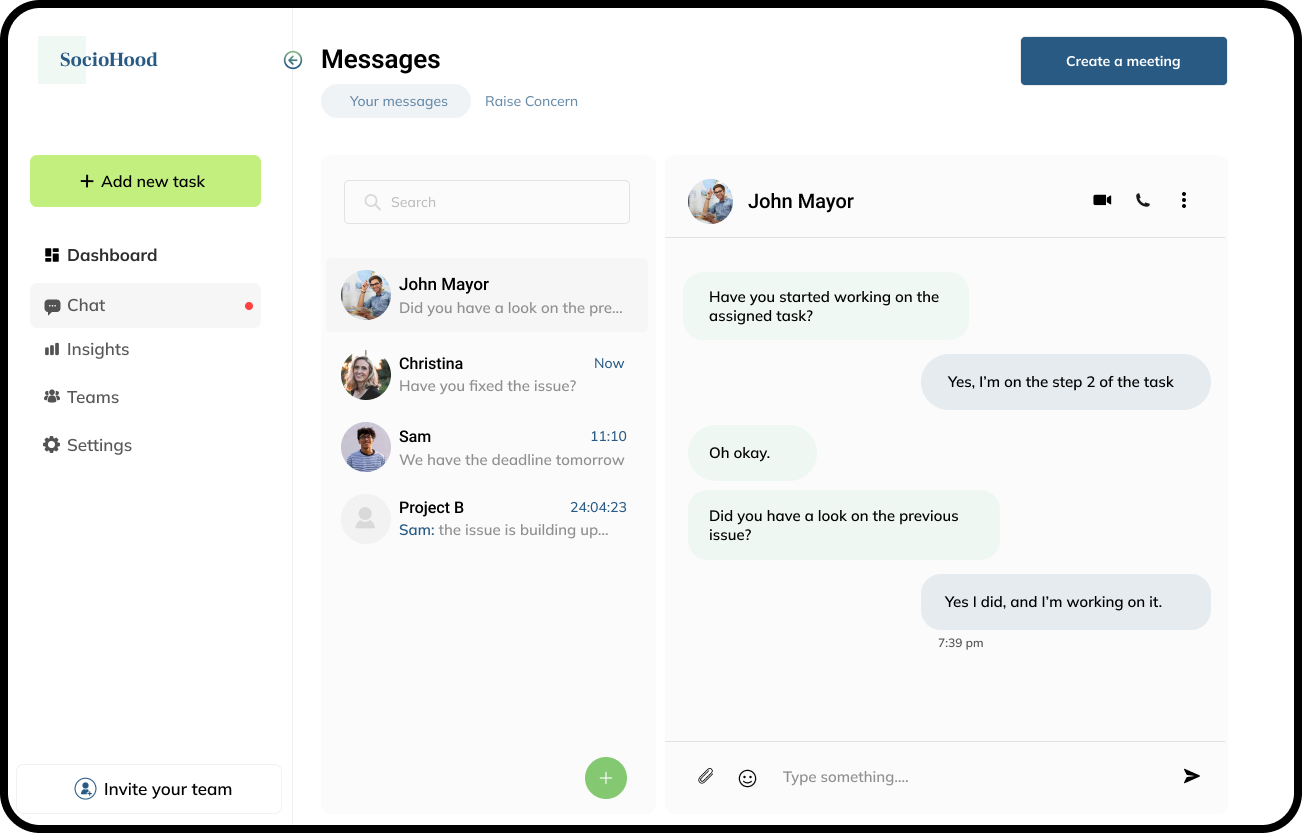 SocioHood
Messages
Create a meeting
Your messages
Raise Concern
+ Add new task
Dashboard
Chat
Insights
Teams
Settings
Invite your team
Search
John Mayor
Did you have a look on the pre...
Christina
Now
Have you fixed the issue?
Sam
11:10
We have the deadline tomorrow
Project B
24:04:23
Sam: the issue is building up...
John Mayor
Have you started working on the
assigned task?
Yes, I’m on the step 2 of the task
Oh okay.
Did you have a look on the previous
issue?
Yes I did, and I’m working on it.
7:39 pm
Type something....